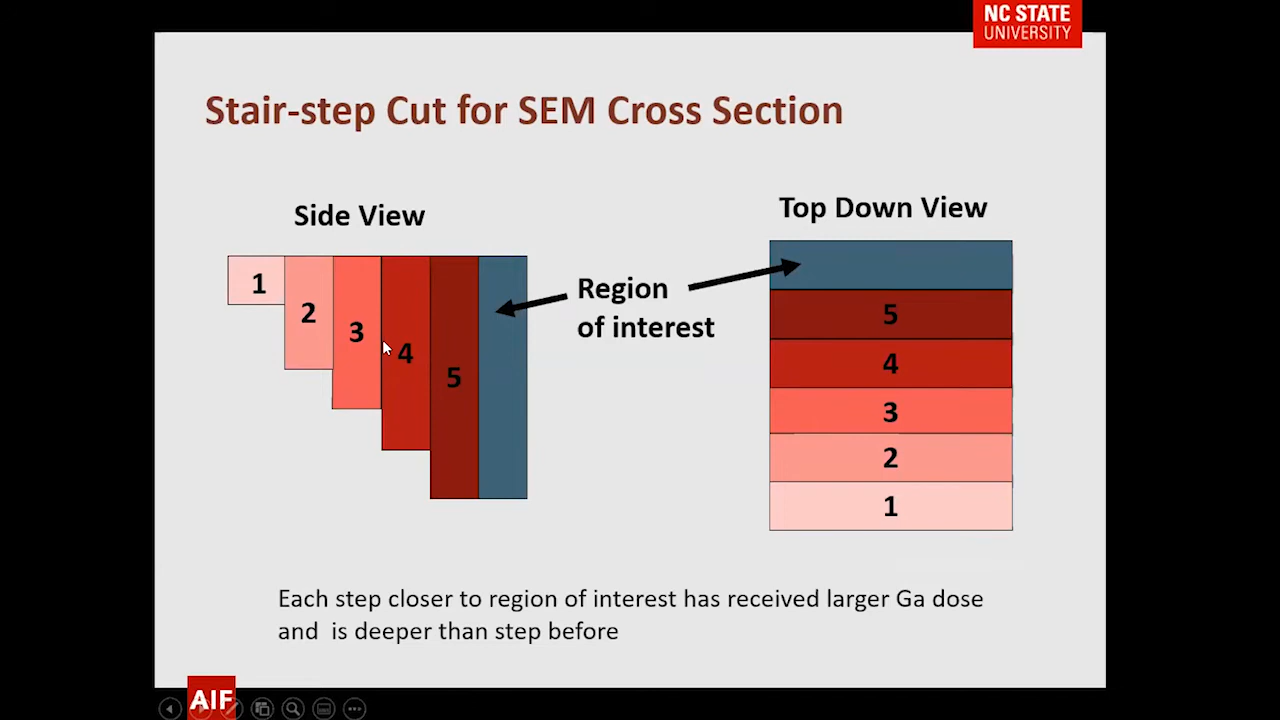 NC STATE
UNIVERSITY
Stair-step Cut for SEM Cross Section
Side View
Top Down View
1
2
3
4
5
Region
of interest
5
4
3
2
1
Each step closer to region of interest has received larger Ga dose
and is deeper than step before
AIF